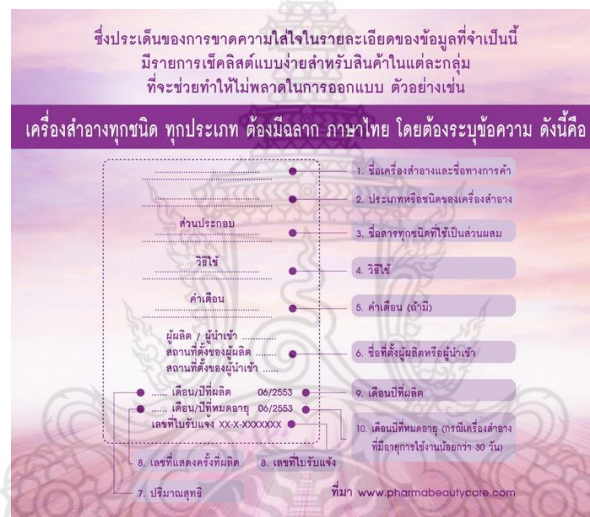 ซึ่งประเด็นของการขาดความใส่ใจในรายละเอียดของข้อมูลที่จำเป็นนี้
มีรายการเช็คลิสต์แบบง่ายสำหรับสินค้าในแต่ละกลุ่ม
ที่จะช่วยทำให้ไม่พลาดในการออกแบบ ตัวอย่างเช่น
เครื่องสำอางทุกชนิด ทุกประเภท ต้องมีฉลาก ภาษาไทย โดยต้องระบุข้อความ ดังนี้คือ
1. ชื่อเครื่องสำอางและชื่อทางการค้า
2. ประเภทหรือชนิดของเครื่องสำอาง
ส่วนประกอบ
3. ชื่อสารทุกชนิดที่ใช้เป็นส่วนผสม
วิธีใช้
4. วิธีใช้
คำเตือน
5. คำเตือน (ถ้ามี)
ผู้ผลิต / ผู้นำเข้า ...........
สถานที่ตั้งของผู้ผลิต ........
สถานที่ตั้งของผู้นำเข้า ......
6. ชื่อที่ตั้งผู้ผลิตหรือผู้นำเข้า
...... เดือน/ปีที่ผลิต 06/2553
9. เดือนปีที่ผลิต
...... เดือน/ปีที่หมดอายุ 06/2553
เลขที่ใบรับแจ้ง XX-X-XXXXXXX
10. เดือนปีที่หมดอายุ (กรณีเครื่องสำอาง
ที่มีอายุการใช้งานน้อยกว่า 30 วัน)
8. เลขที่แสดงครั้งที่ผลิต 8. เลขที่ใบรับแจ้ง
7. ปริมาณสุทธิ
ที่มา www.pharmabeautycare.com